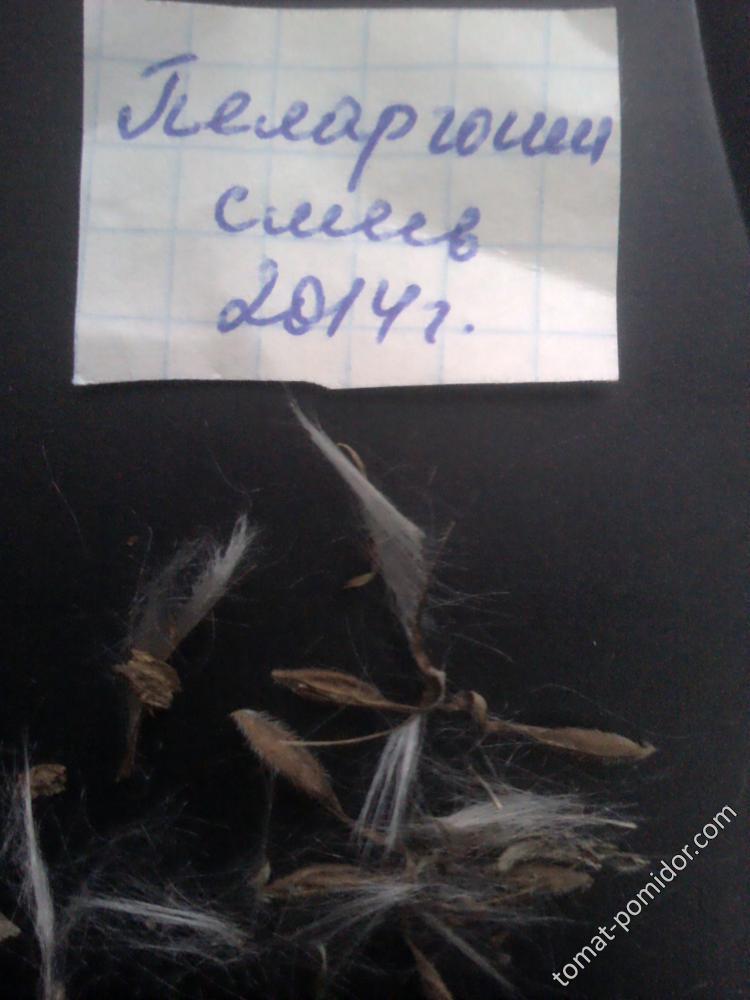 Пеларгонии
смесь
2014г.
tomat-pomidor.com